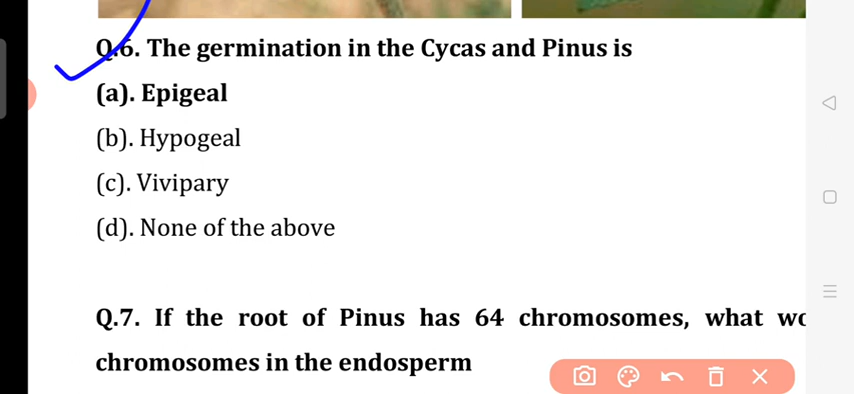 Q.6. The germination in the Cycas and Pinus is
(a). Epigeal
(b). Hypogeal
(c). Vivipary
(d). None of the above
Q.7. If the root of Pinus has 64 chromosomes, what
chromosomes in the endosperm